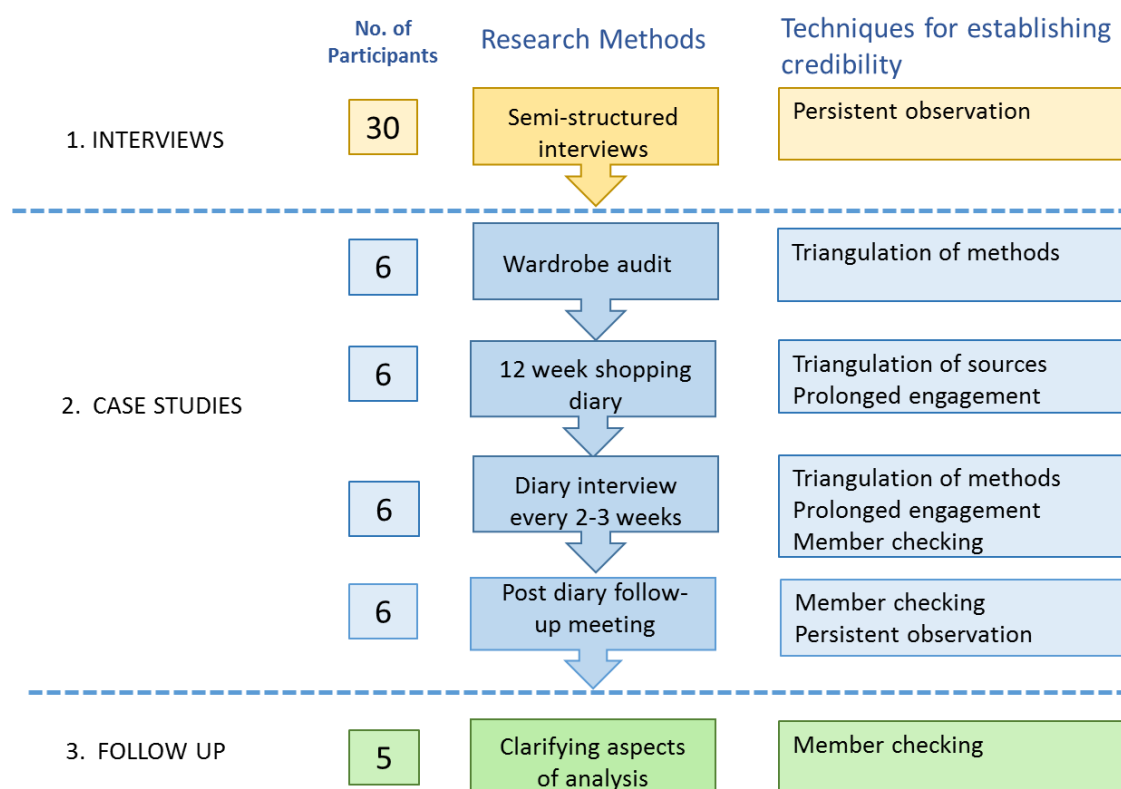 No. of
Participants
Research Methods
Techniques for establishing
credibility
1. INTERVIEWS
30
Semi-structured
interviews
Persistent observation
2. CASE STUDIES
6
Wardrobe audit
Triangulation of methods
6
12 week shopping
diary
Triangulation of sources
Prolonged engagement
6
Diary interview
every 2-3 weeks
Triangulation of methods
Prolonged engagement
Member checking
6
Post diary follow-
up meeting
Member checking
Persistent observation
3. FOLLOW UP
5
Clarifying aspects
of analysis
Member checking